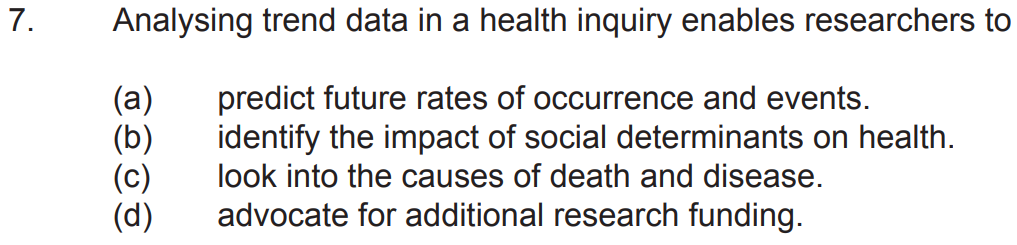 7. Analysing trend data in a health inquiry enables researchers to
(a) predict future rates of occurrence and events.
(b) identify the impact of social determinants on health.
(c) look into the causes of death and disease.
(d) advocate for additional research funding.